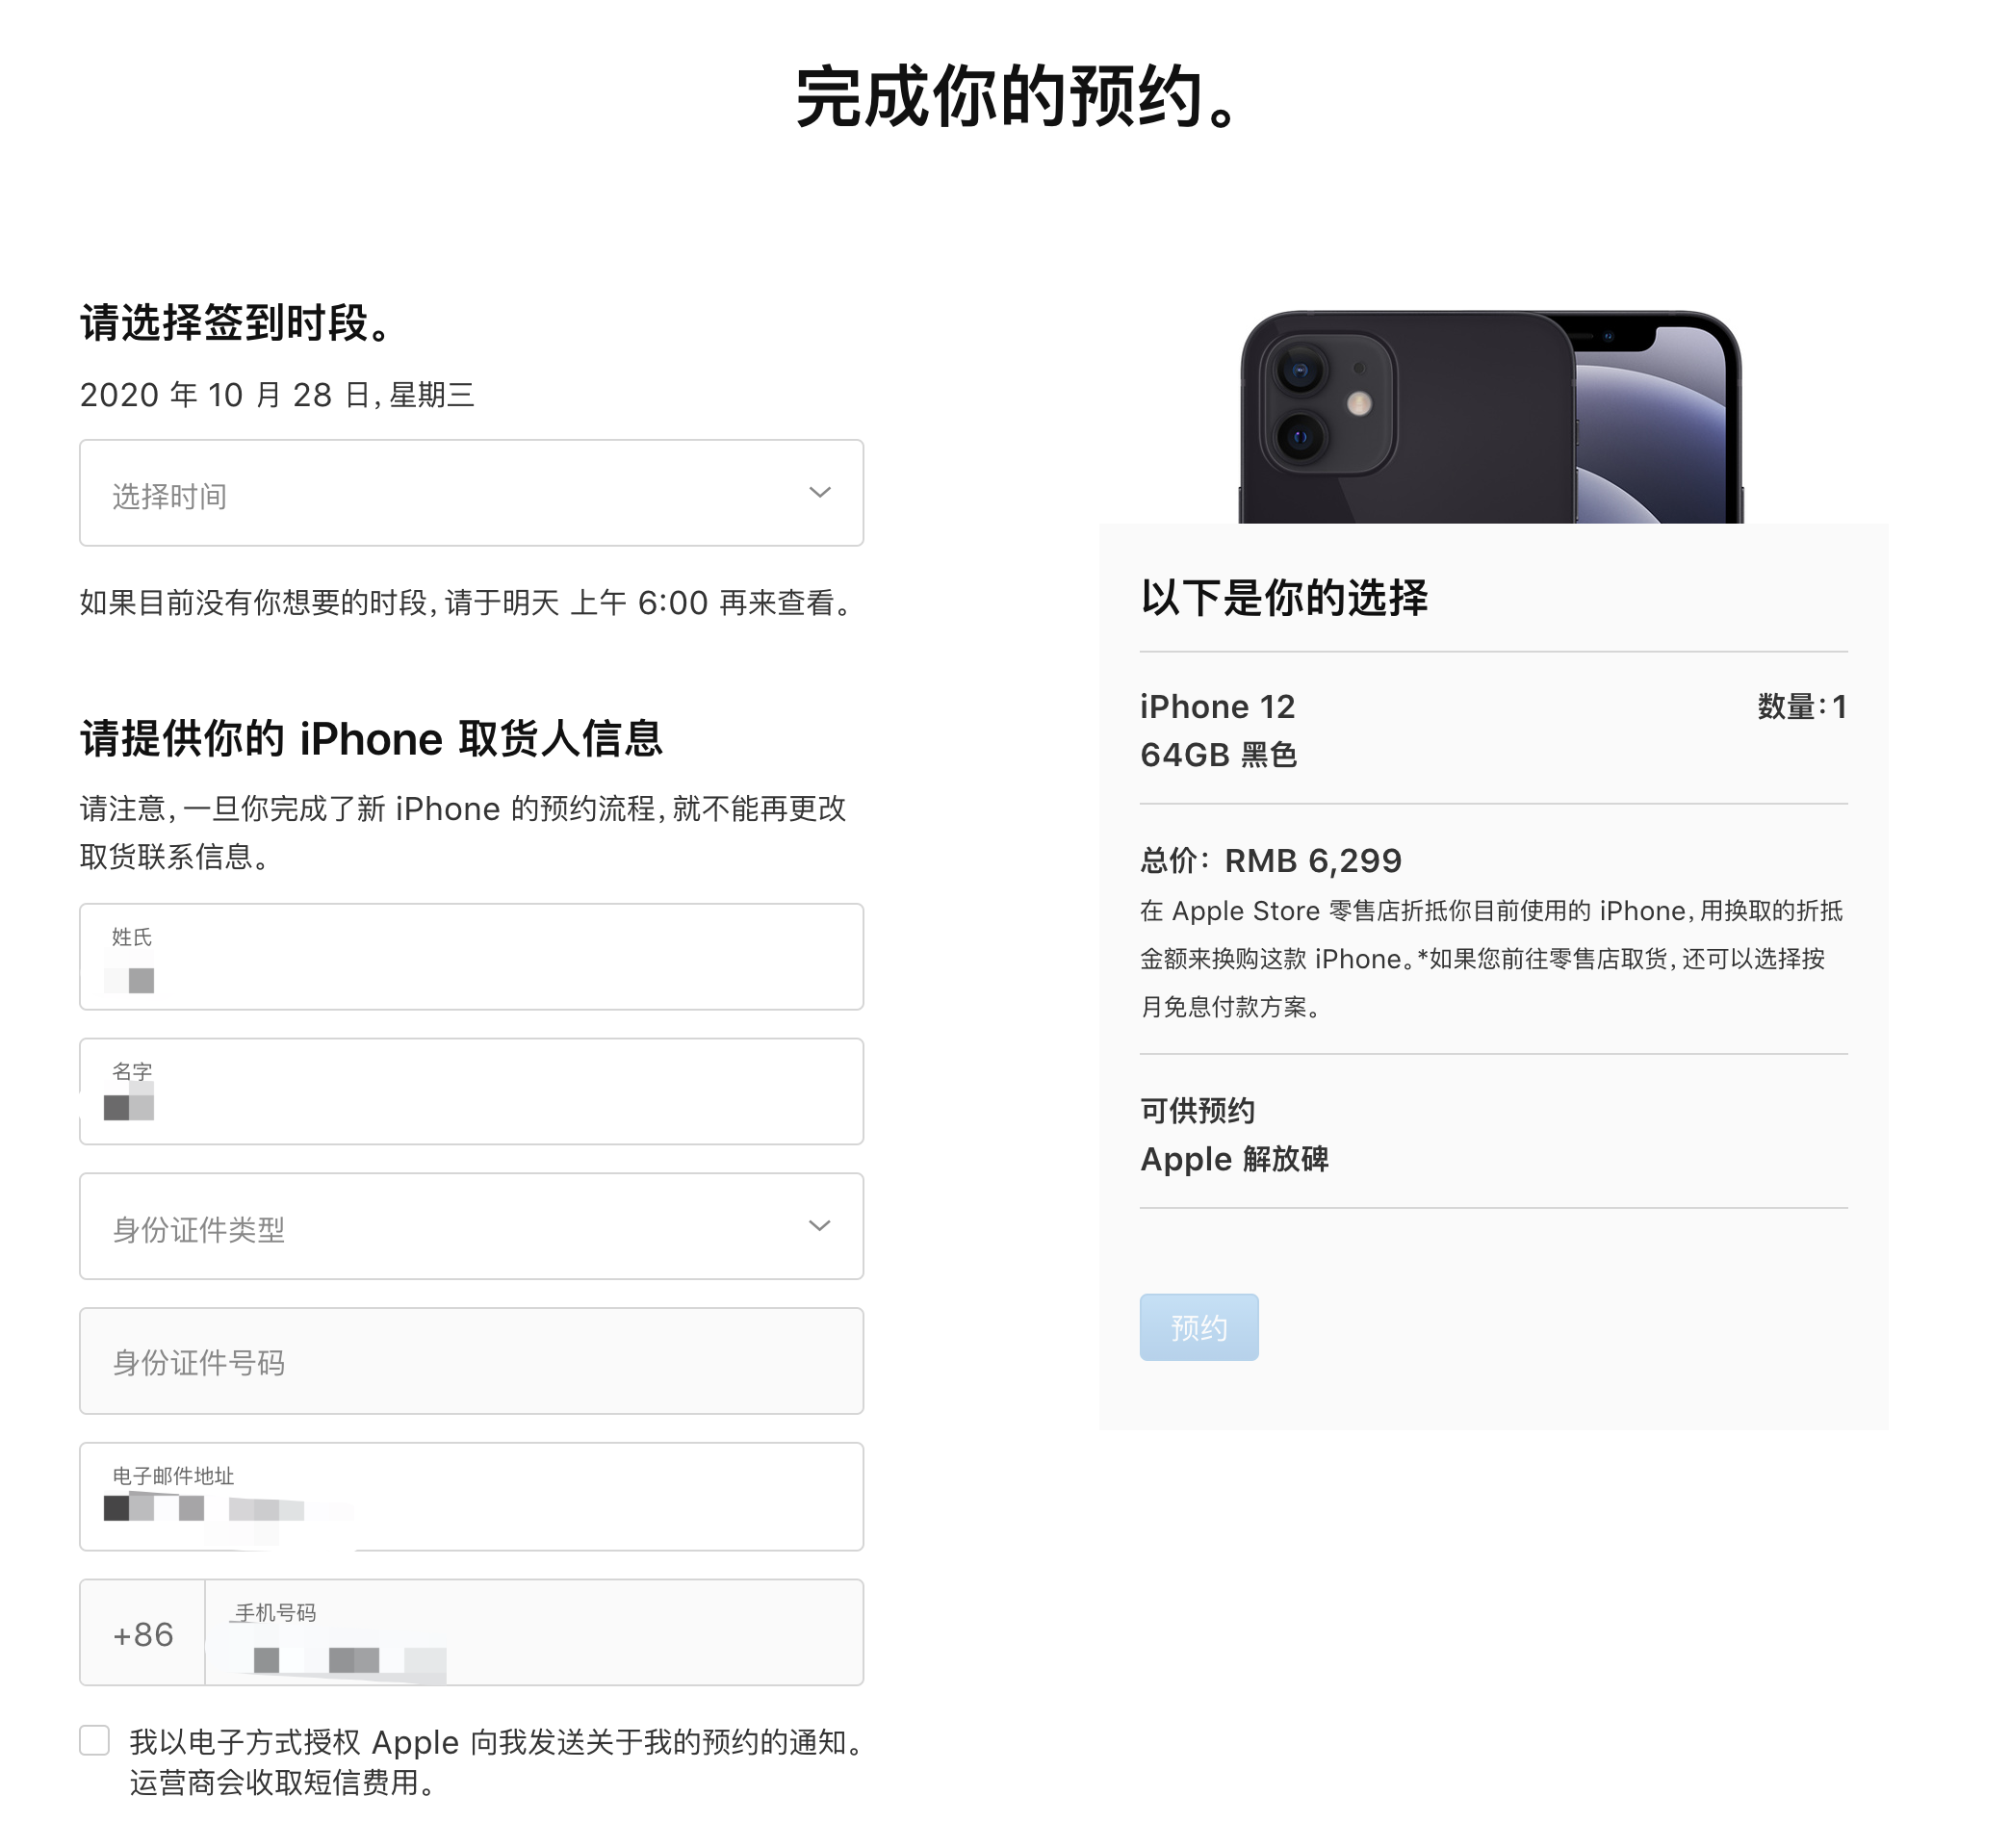 完成你的预约。
请选择签到时段。
2020 年 10 月 28 日，星期三
选择时间
如果目前没有你想要的时段，请于明天 上午 6:00 再来查看。
请提供你的 iPhone 取货人信息
请注意，一旦你完成了新 iPhone 的预约流程，就不能再更改
取货联系信息。
姓氏
名字
身份证件类型
身份证件号码
电子邮件地址
+86
手机号码
我以电子方式授权 Apple 向我发送关于我的预约的通知。
运营商会收取短信费用。
以下是你的选择
iPhone 12 数量：1
64GB 黑色
总价：RMB 6,299
在 Apple Store 零售店折抵你目前使用的 iPhone，用换取的折抵
金额来换购这款 iPhone。*如果您前往零售店取货，还可以选择按
月免息付款方案。
可供预约
Apple 解放碑
预约